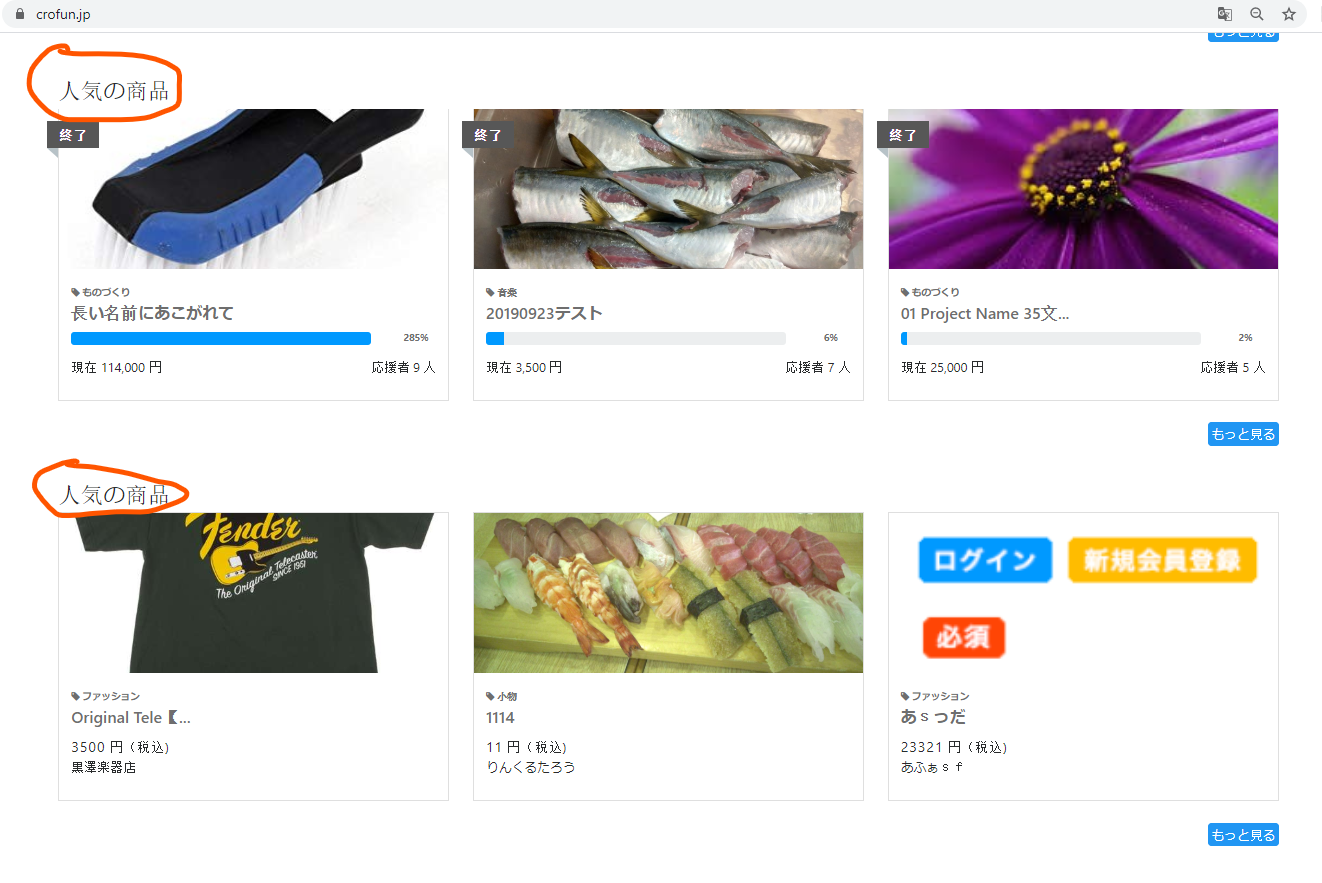 crofun.jp
もっと見る
人気の商品
終了
終了
終了
ものづくり
長い名前にあこがれて
285%
現在 114,000 円
応援者 9 人
音楽
20190923テスト
6%
現在 3,500 円
応援者 7 人
ものづくり
01 Project Name 35文...
2%
現在 25,000 円
応援者 5 人
もっと見る
人気の商品
Fender
The Original Telecaster
SINCE 1951
ファッション
Original Tele【...
3500 円（税込)
黒澤楽器店
小物
1114
11 円（税込)
りんくるたろう
ログイン
新規会員登録
必須
ファッション
あｓつだ
23321 円（税込)
あふぁｓｆ
もっと見る